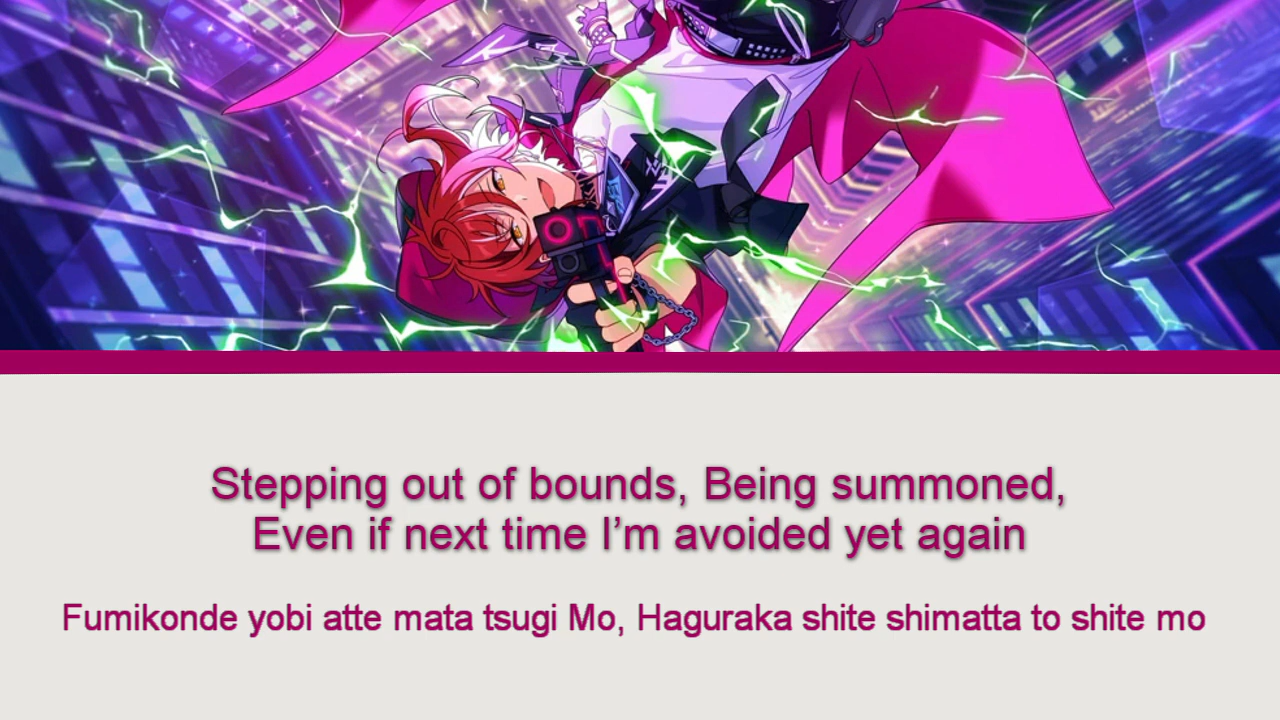 Stepping out of bounds, Being summoned,
Even if next time I’m avoided yet again
Fumikonde yobi atte mata tsugi Mo, Haguraka shite shimatta to shite mo